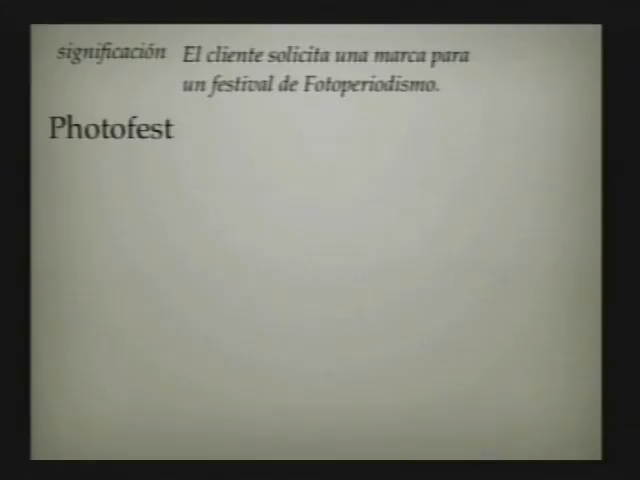 significación El cliente solicita una marca para
un festival de Fotoperiodismo.
Photofest